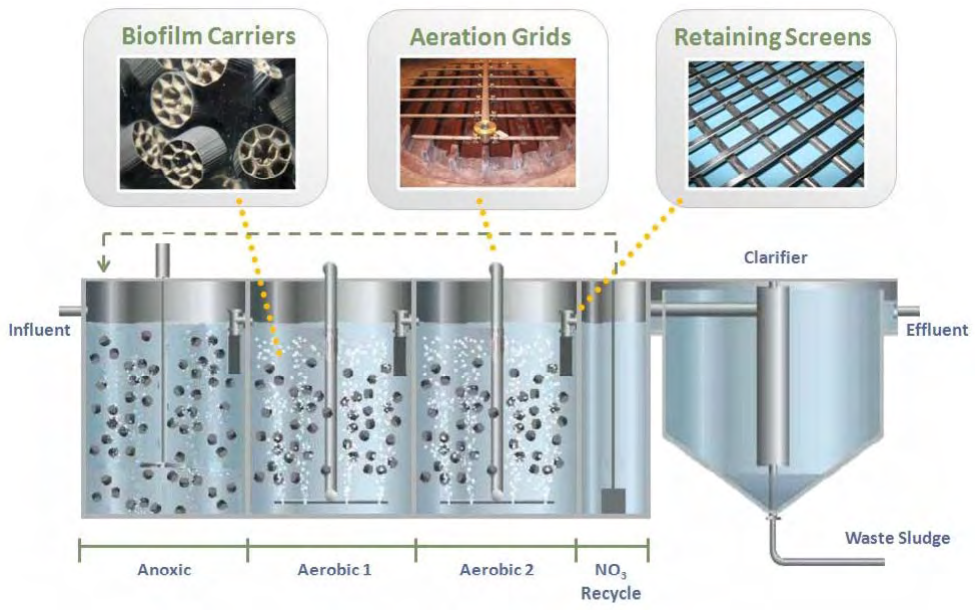 Biofilm Carriers
Aeration Grids
Retaining Screens
Clarifier
Influent
Effluent
Waste Sludge
Anoxic
Aerobic 1
Aerobic 2
NO₃
Recycle